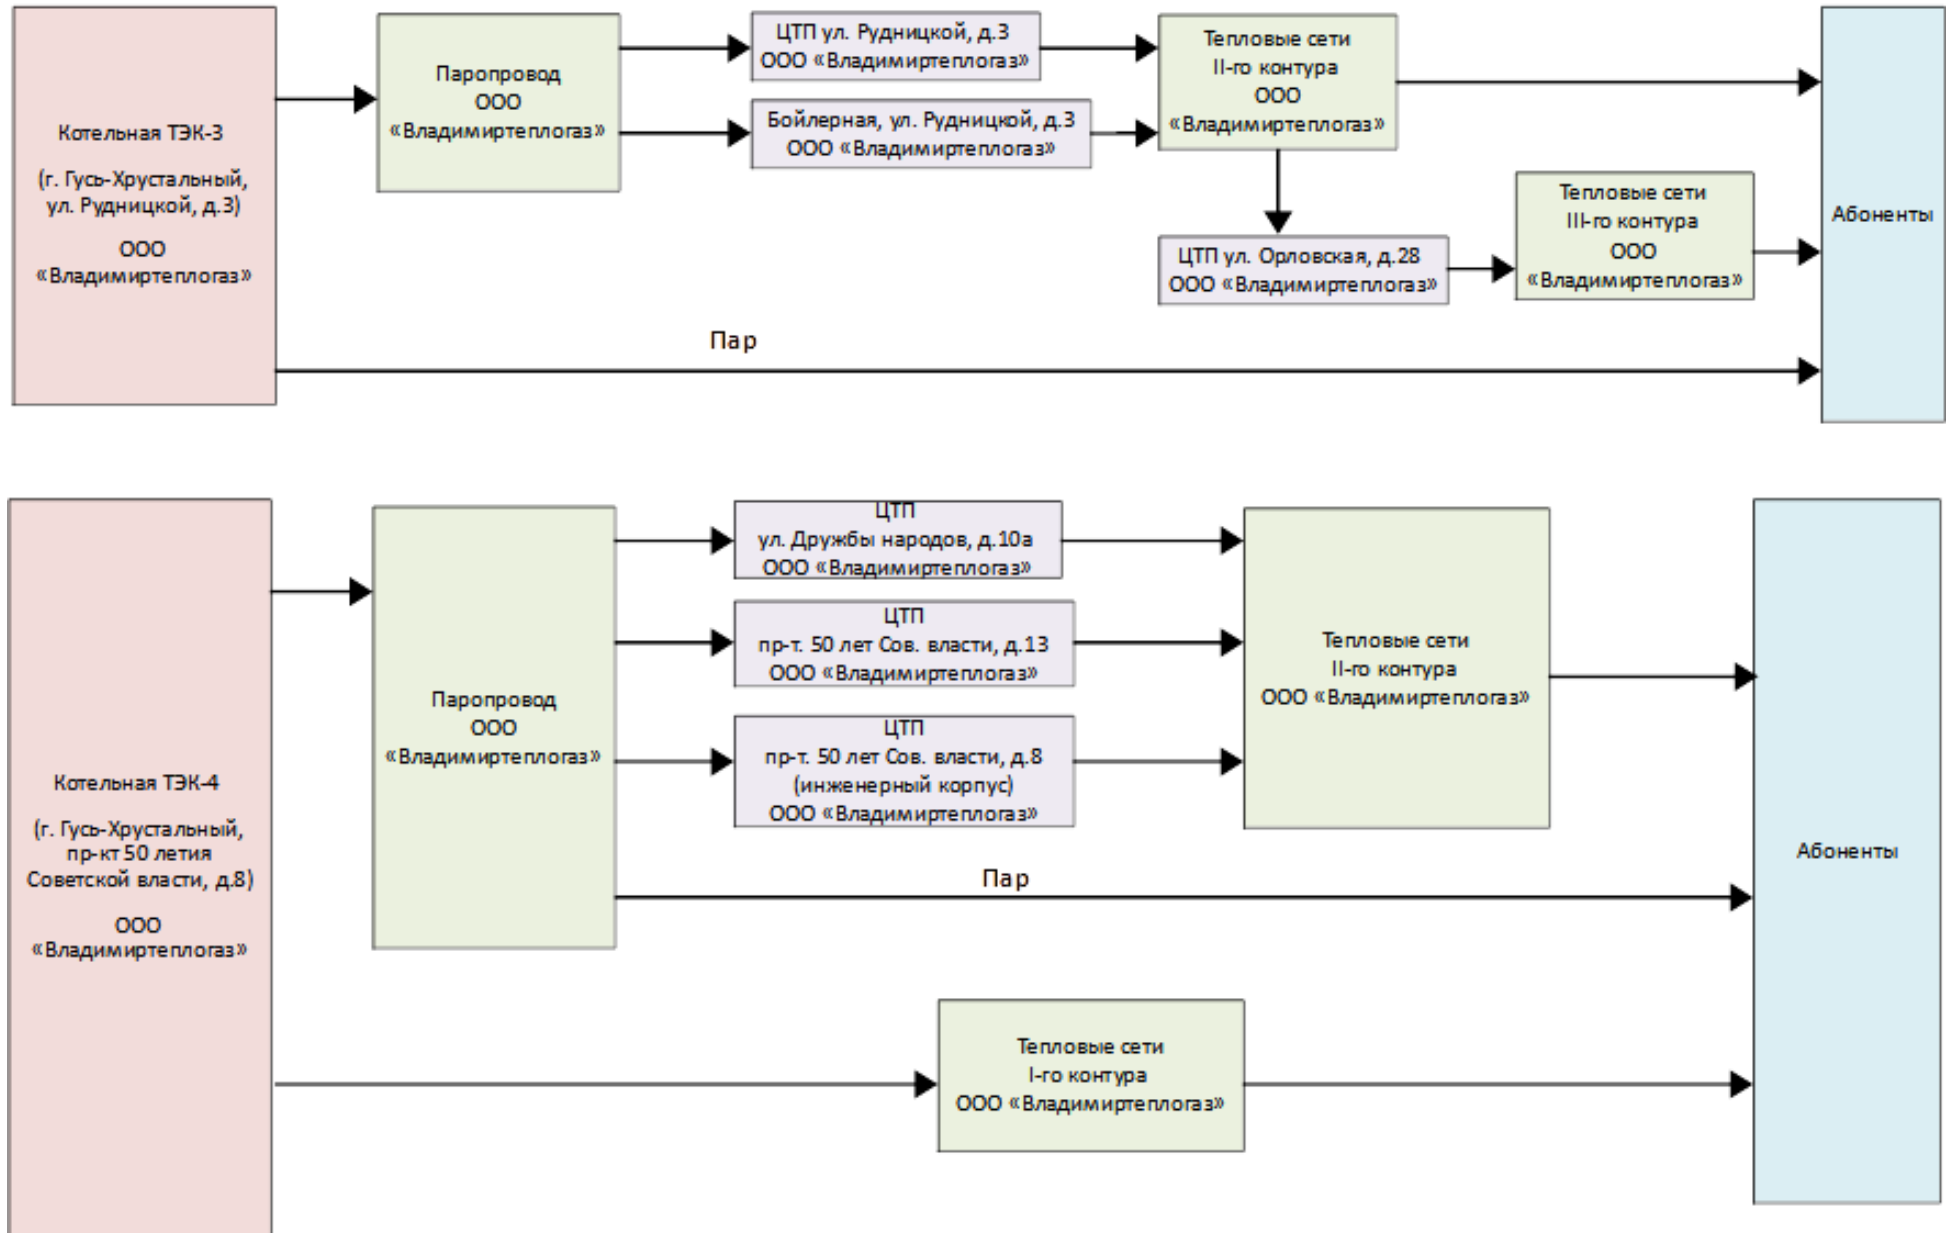 Котельная ТЭК-3
(г. Гусь-Хрустальный,
ул. Рудницкой, д.3)
ООО
«Владимиртеплогаз»
Паропровод
ООО
«Владимиртеплогаз»
ЦТП ул. Рудницкой, д.3
ООО «Владимиртеплогаз»
Бойлерная, ул. Рудницкой, д.3
ООО «Владимиртеплогаз»
Тепловые сети
II-го контура
ООО
«Владимиртеплогаз»
ЦТП ул. Орловская, д.28
ООО «Владимиртеплогаз»
Тепловые сети
III-го контура
ООО
«Владимиртеплогаз»
Абоненты
Пар
Котельная ТЭК-4
(г. Гусь-Хрустальный,
пр-кт 50 летия
Советской власти, д.8)
ООО
«Владимиртеплогаз»
Паропровод
ООО
«Владимиртеплогаз»
ЦТП
ул. Дружбы народов, д.10а
ООО «Владимиртеплогаз»
ЦТП
пр-т. 50 лет Сов. власти, д.13
ООО «Владимиртеплогаз»
ЦТП
пр-т. 50 лет Сов. власти, д.8
(инженерный корпус)
ООО «Владимиртеплогаз»
Тепловые сети
II-го контура
ООО «Владимиртеплогаз»
Абоненты
Пар
Тепловые сети
I-го контура
ООО «Владимиртеплогаз»